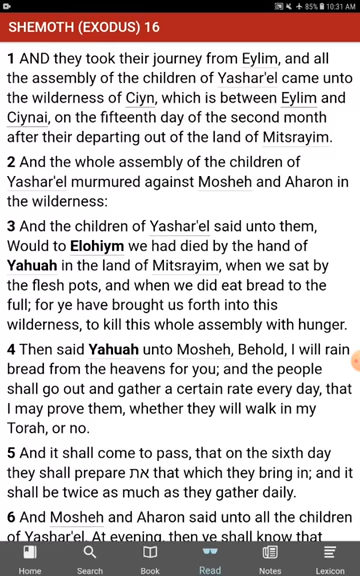 85% 10:31 AM
SHEMOTH (EXODUS) 16
1 AND they took their journey from Eylim, and all
the assembly of the children of Yashar'el came unto
the wilderness of Ciyn, which is between Eylim and
Ciynai, on the fifteenth day of the second month
after their departing out of the land of Mitsrayim.
2 And the whole assembly of the children of
Yashar'el murmured against Mosheh and Aharon in
the wilderness:
3 And the children of Yashar'el said unto them,
Would to Elohiym we had died by the hand of
Yahuah in the land of Mitsrayim, when we sat by
the flesh pots, and when we did eat bread to the
full; for ye have brought us forth into this
wilderness, to kill this whole assembly with hunger.
4 Then said Yahuah unto Mosheh, Behold, I will rain
bread from the heavens for you; and the people
shall go out and gather a certain rate every day, that
I may prove them, whether they will walk in my
Torah, or no.
5 And it shall come to pass, that on the sixth day
they shall prepare את that which they bring in; and it
shall be twice as much as they gather daily.
6 And Mosheh and Aharon said unto all the children
of Yashar'el, At evening, then ye shall know that
Home Search Book Read Notes Lexicon